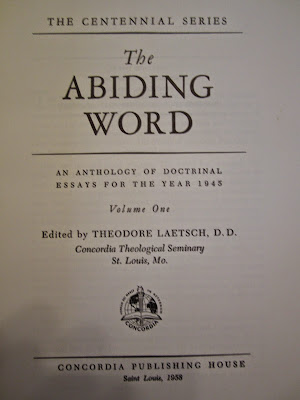 THE CENTENNIAL SERIES
The
ABIDING
WORD
AN ANTHOLOGY OF DOCTRINAL
ESSAYS FOR THE YEAR 1945
Volume One
Edited by THEODORE LAETSCH, D. D.
Concordia Theological Seminary
St. Louis, Mo.
CONCORDIA
CONCORDIA PUBLISHING HOUSE
Saint Louis, 1958